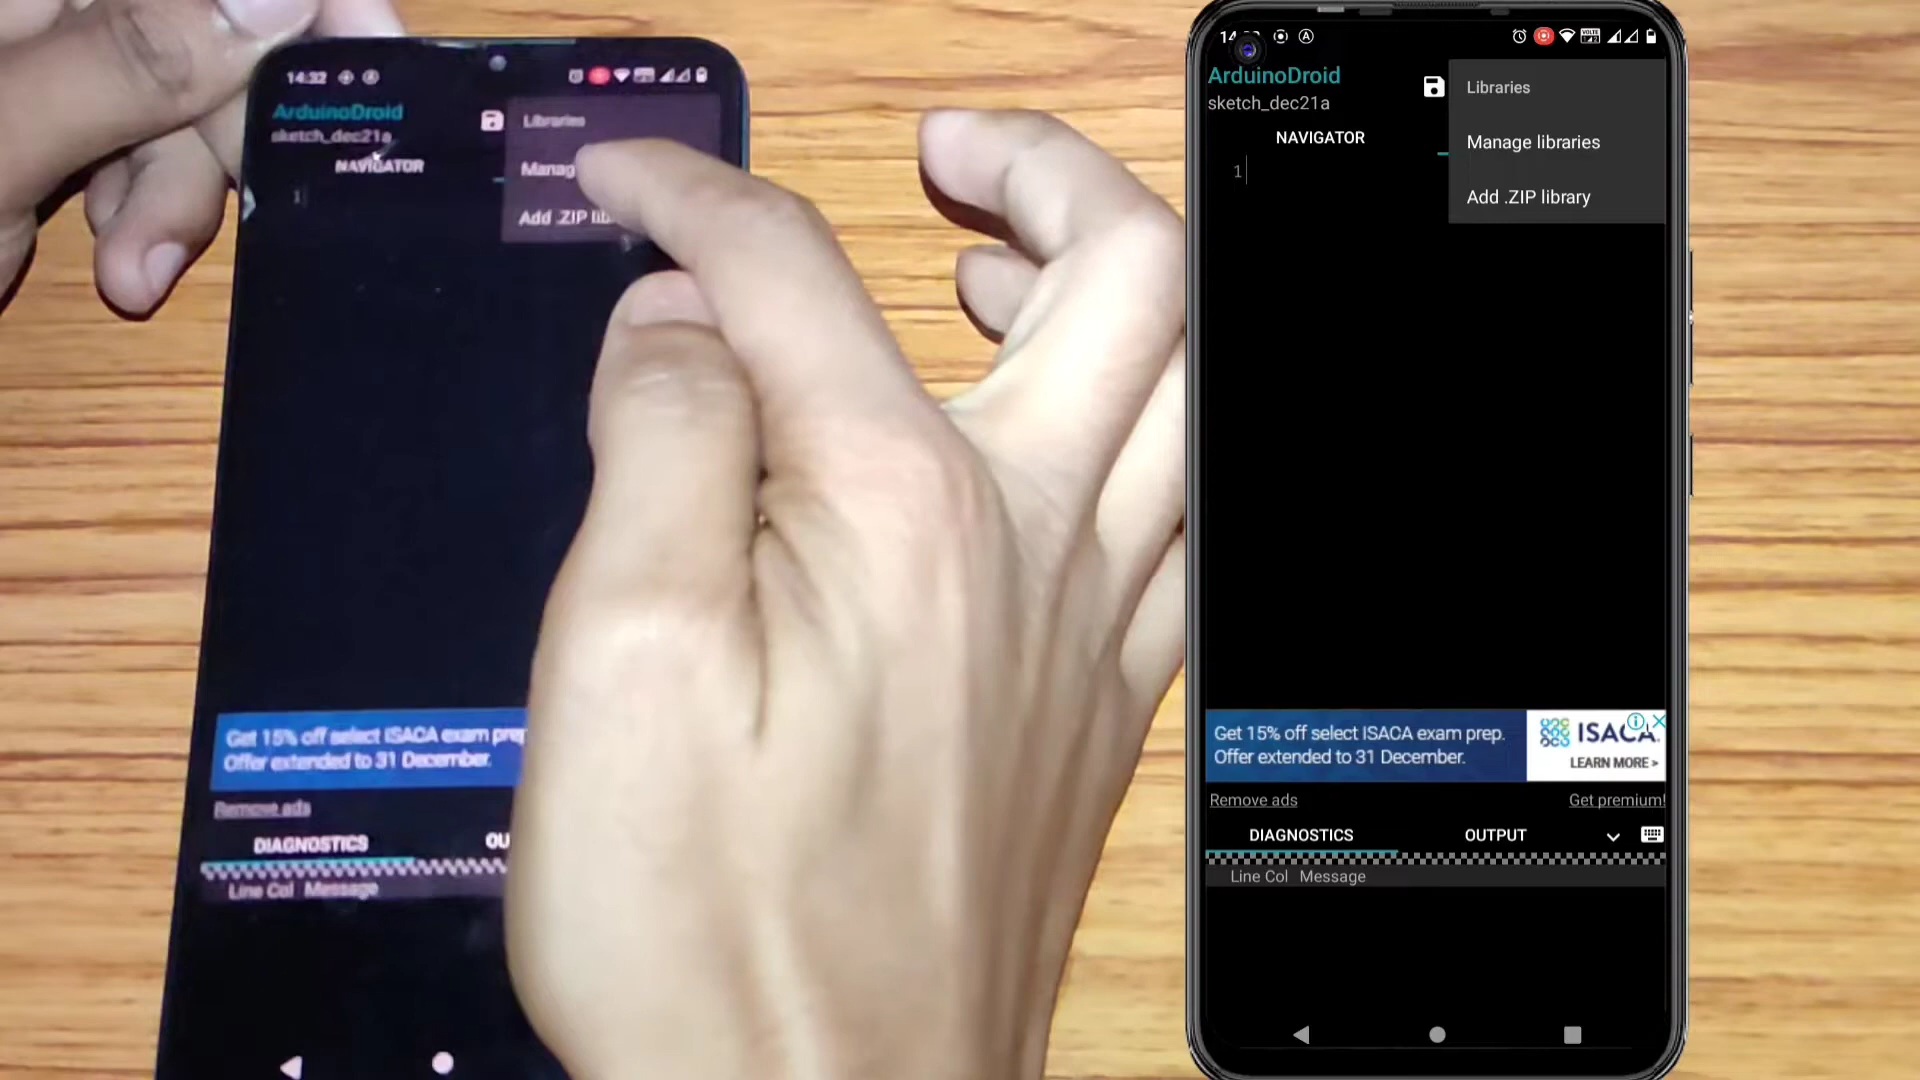 14:32
ArduinoDroid
sketch_dec21a
NAVIGATOR
Libraries
Manag
Add .ZIP lib
1
Get 15% off select ISACA exam prep
Offer extended to 31 December.
Remove ads
DIAGNOSTICS
OU
Line Col Message
ArduinoDroid
sketch_dec21a
NAVIGATOR
Libraries
Manage libraries
Add .ZIP library
1
Get 15% off select ISACA exam prep.
Offer extended to 31 December.
ISACA.
LEARN MORE >
Remove ads
Get premium!
DIAGNOSTICS
OUTPUT
Line Col Message